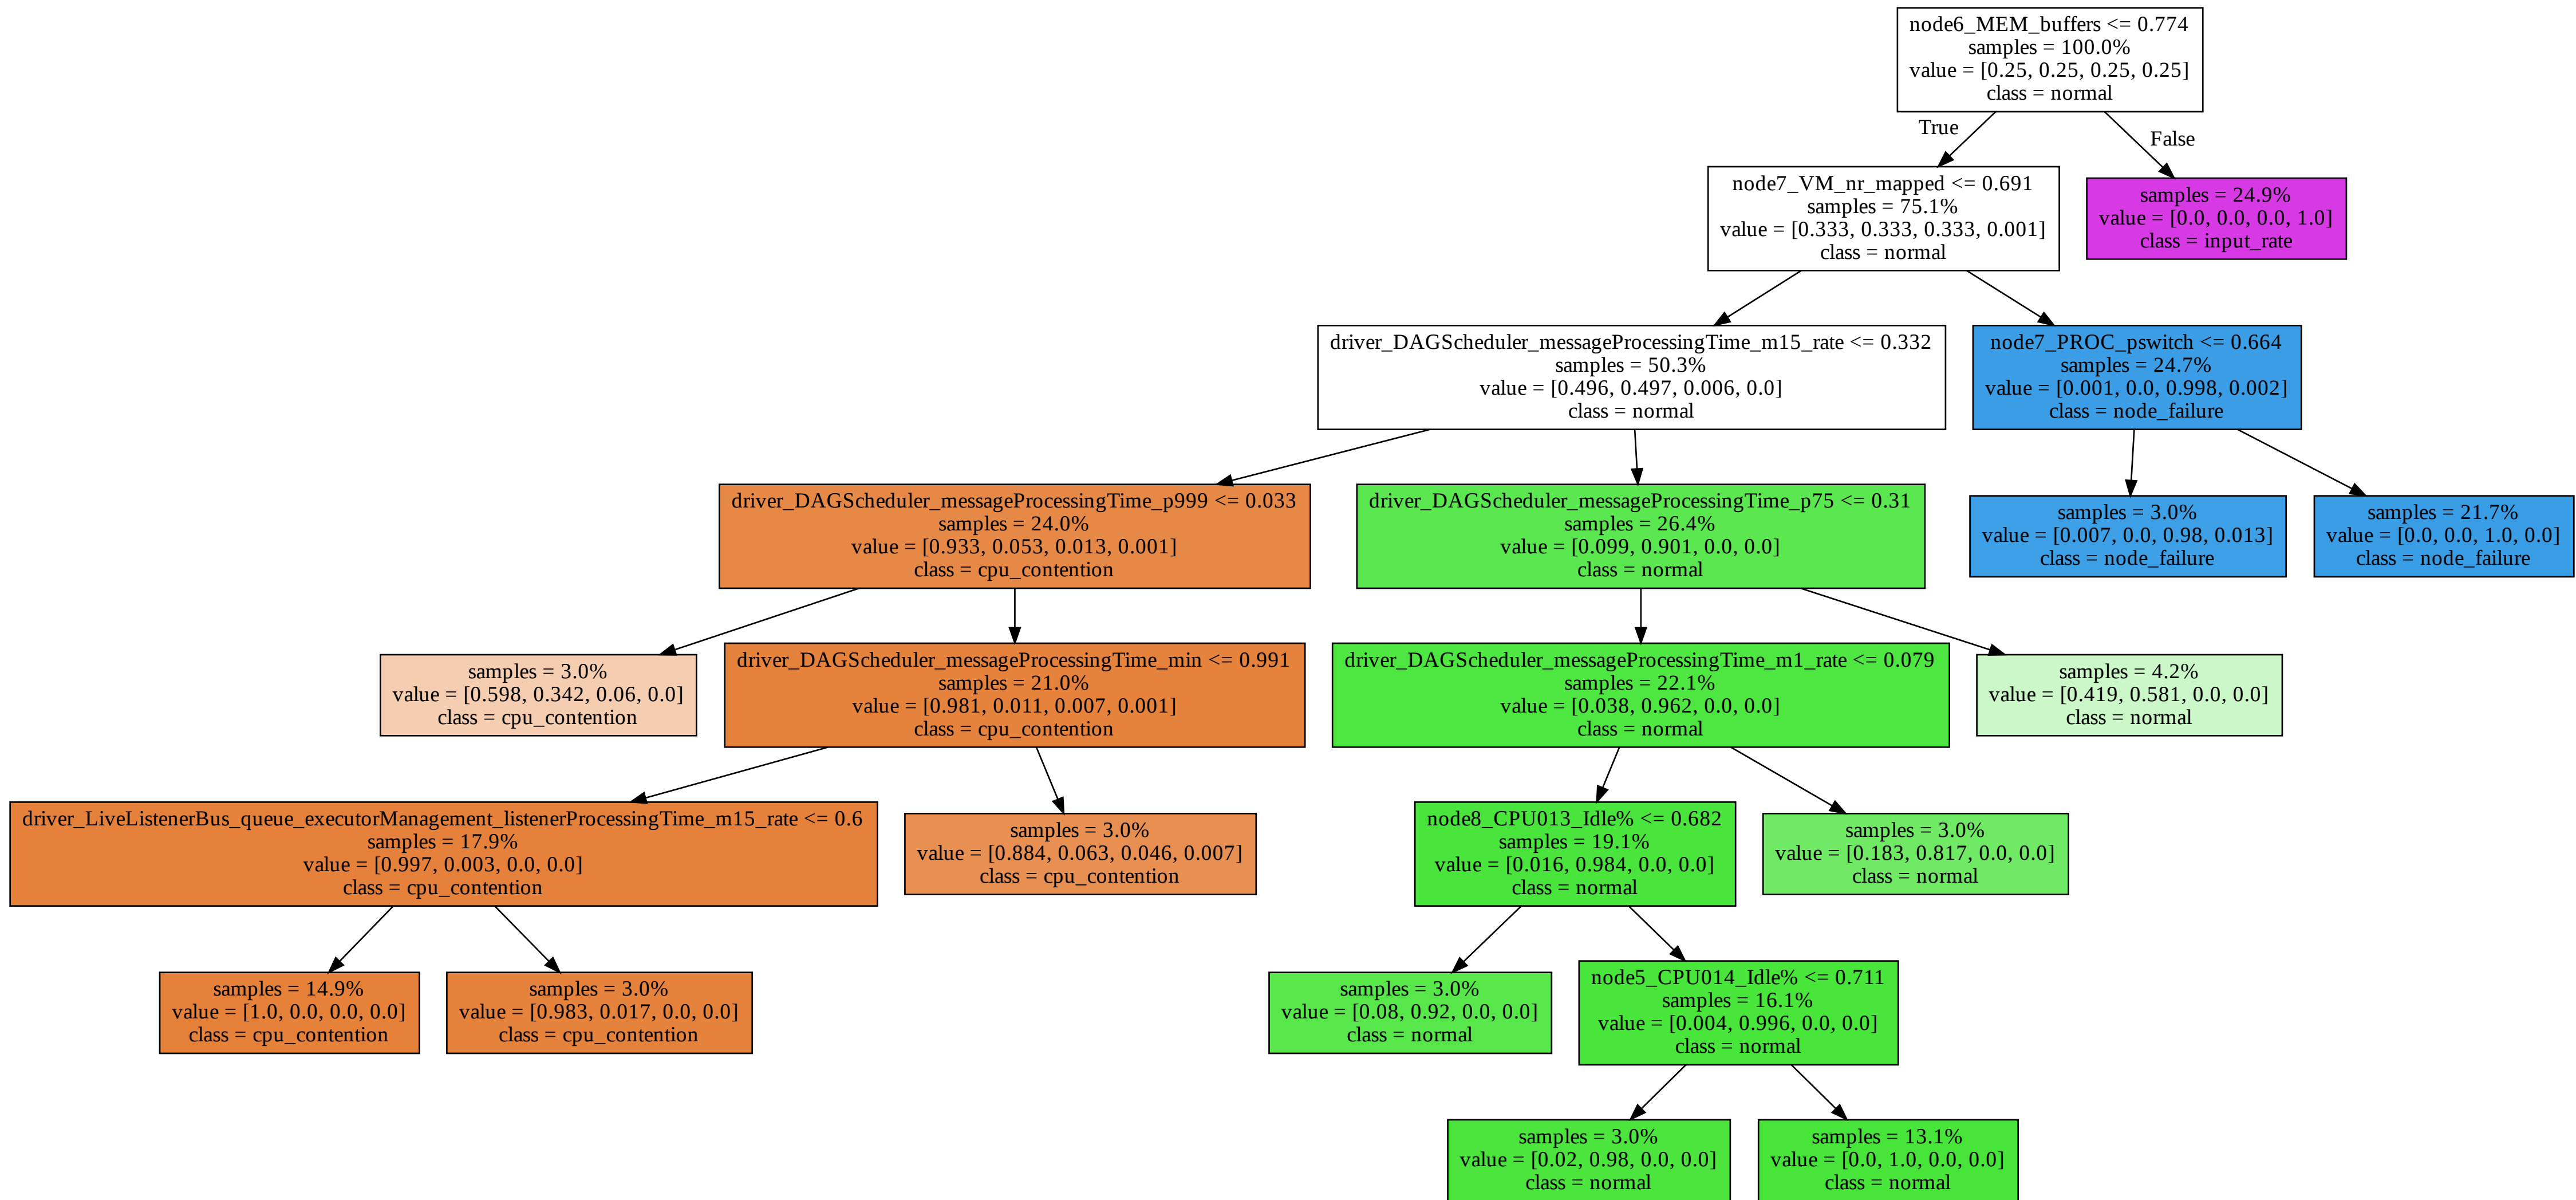 node6_MEM_buffers <= 0.774
samples = 100.0%
value = [0.25, 0.25, 0.25, 0.25]
class = normal
True
False
node7_VM_nr_mapped <= 0.691
samples = 75.1%
value = [0.333, 0.333, 0.333, 0.001]
class = normal
samples = 24.9%
value = [0.0, 0.0, 0.0, 1.0]
class = input_rate
driver_DAGScheduler_messageProcessingTime_m15_rate <= 0.332
samples = 50.3%
value = [0.496, 0.497, 0.006, 0.0]
class = normal
node7_PROC_pswitch <= 0.664
samples = 24.7%
value = [0.001, 0.0, 0.998, 0.002]
class = node_failure
driver_DAGScheduler_messageProcessingTime_p999 <= 0.033
samples = 24.0%
value = [0.933, 0.053, 0.013, 0.001]
class = cpu_contention
driver_DAGScheduler_messageProcessingTime_p75 <= 0.31
samples = 26.4%
value = [0.099, 0.901, 0.0, 0.0]
class = normal
samples = 3.0%
value = [0.007, 0.0, 0.98, 0.013]
class = node_failure
samples = 21.7%
value = [0.0, 0.0, 1.0, 0.0]
class = node_failure
samples = 3.0%
value = [0.598, 0.342, 0.06, 0.0]
class = cpu_contention
driver_DAGScheduler_messageProcessingTime_min <= 0.991
samples = 21.0%
value = [0.981, 0.011, 0.007, 0.001]
class = cpu_contention
driver_DAGScheduler_messageProcessingTime_m1_rate <= 0.079
samples = 22.1%
value = [0.038, 0.962, 0.0, 0.0]
class = normal
samples = 4.2%
value = [0.419, 0.581, 0.0, 0.0]
class = normal
driver_LiveListenerBus_queue_executorManagement_listenerProcessingTime_m15_rate <= 0.6
samples = 17.9%
value = [0.997, 0.003, 0.0, 0.0]
class = cpu_contention
samples = 3.0%
value = [0.884, 0.063, 0.046, 0.007]
class = cpu_contention
node8_CPU013_Idle% <= 0.682
samples = 19.1%
value = [0.016, 0.984, 0.0, 0.0]
class = normal
samples = 3.0%
value = [0.183, 0.817, 0.0, 0.0]
class = normal
samples = 14.9%
value = [1.0, 0.0, 0.0, 0.0]
class = cpu_contention
samples = 3.0%
value = [0.983, 0.017, 0.0, 0.0]
class = cpu_contention
samples = 3.0%
value = [0.08, 0.92, 0.0, 0.0]
class = normal
node5_CPU014_Idle% <= 0.711
samples = 16.1%
value = [0.004, 0.996, 0.0, 0.0]
class = normal
samples = 3.0%
value = [0.02, 0.98, 0.0, 0.0]
class = normal
samples = 13.1%
value = [0.0, 1.0, 0.0, 0.0]
class = normal